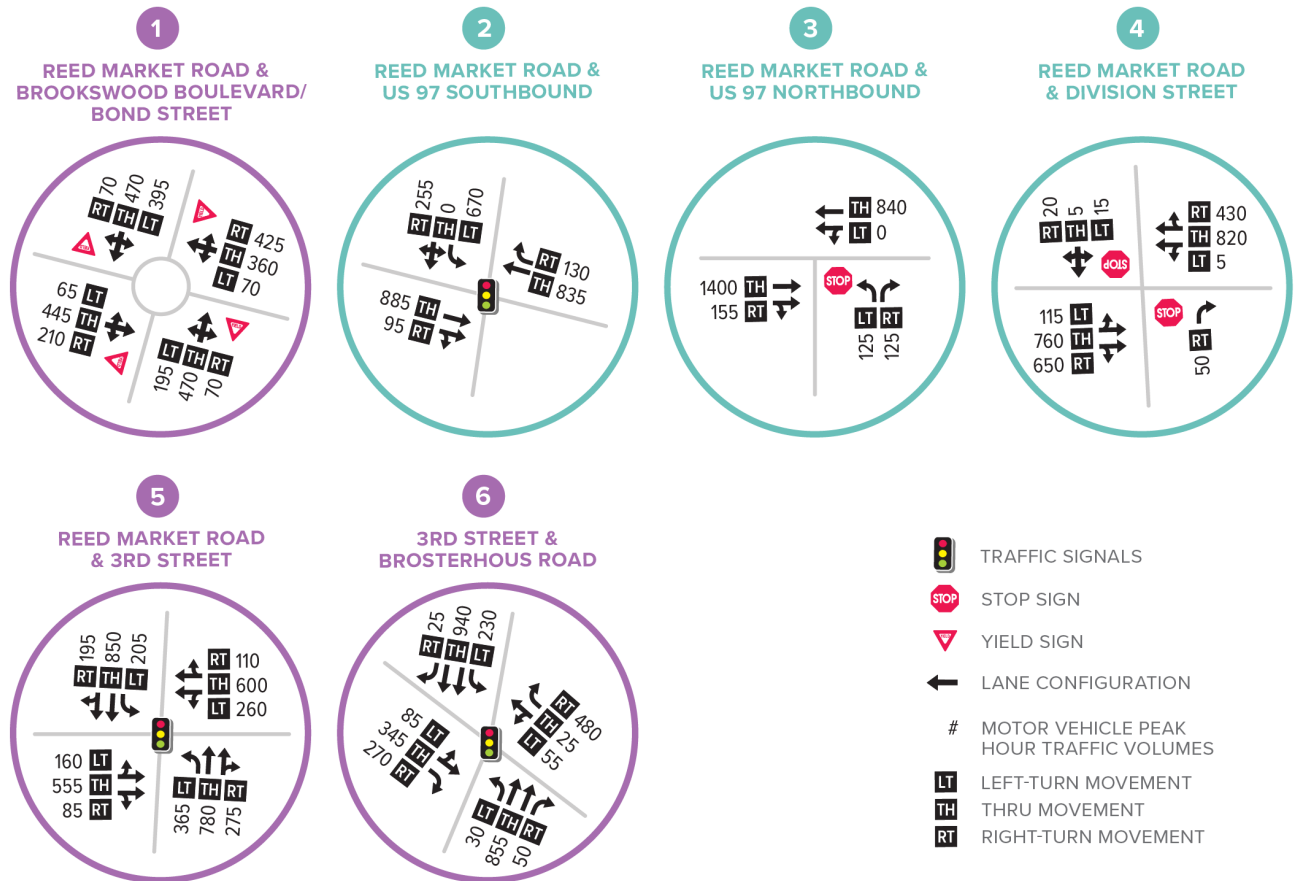 1
REED MARKET ROAD &
BROOKSWOOD BOULEVARD/
BOND STREET
RT TH LT
70 470 395
YIELD
RT 425
TH 360
LT 70
YIELD
65 LT
445 TH
210 RT
YIELD
LT TH RT
195 470 70
YIELD
2
REED MARKET ROAD &
US 97 SOUTHBOUND
255 0 670
RT TH LT
RT 130
TH 835
885 TH
95 RT
3
REED MARKET ROAD &
US 97 NORTHBOUND
TH 840
LT 0
1400 TH
155 RT
STOP
LT RT
125 125
4
REED MARKET ROAD
& DIVISION STREET
20 5 15
RT TH LT
STOP
RT 430
TH 820
LT 5
115 LT
760 TH
650 RT
STOP
RT
50
5
REED MARKET ROAD
& 3RD STREET
195 850 205
RT TH LT
RT 110
TH 600
LT 260
160 LT
555 TH
85 RT
LT TH RT
365 780 275
6
3RD STREET &
BROSTERHOUS ROAD
25 940 230
RT TH LT
RT 480
TH 25
LT 55
85 LT
345 TH
270 RT
LT TH RT
30 855 50
TRAFFIC SIGNALS
STOP STOP SIGN
YIELD YIELD SIGN
LANE CONFIGURATION
# MOTOR VEHICLE PEAK
HOUR TRAFFIC VOLUMES
LT LEFT-TURN MOVEMENT
TH THRU MOVEMENT
RT RIGHT-TURN MOVEMENT